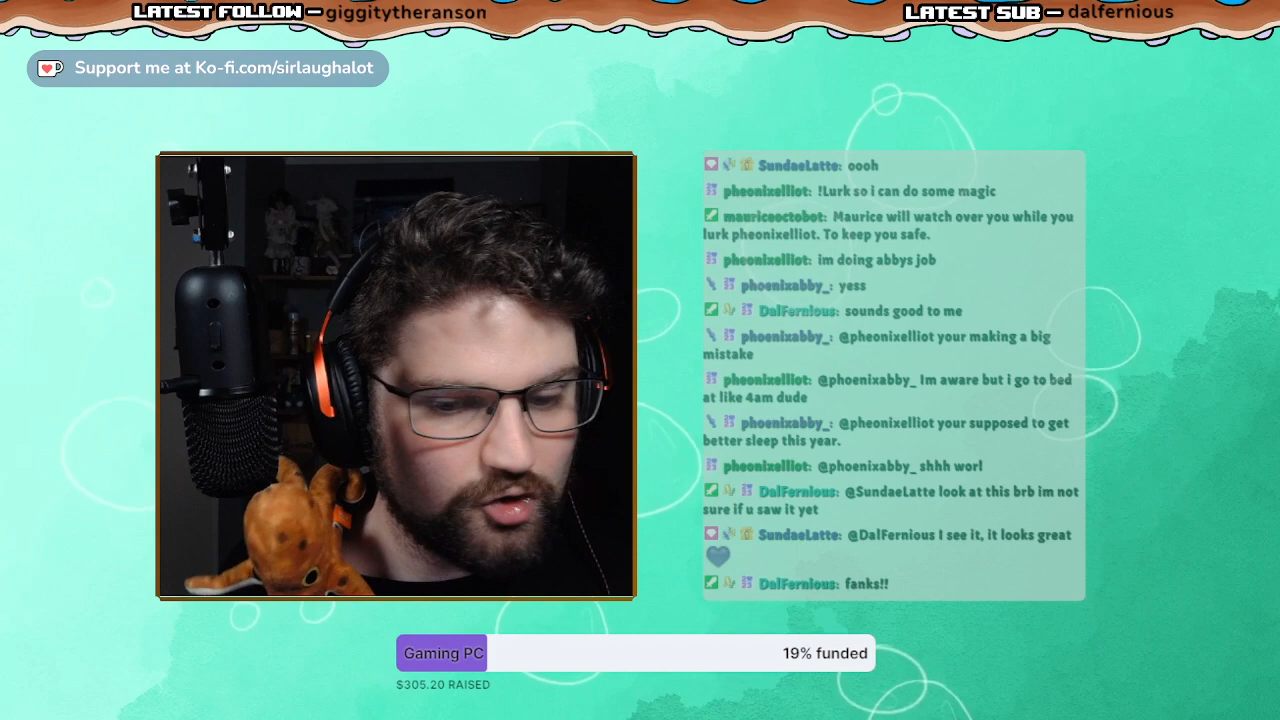 LATEST FOLLOW – giggitytheranson
LATEST SUB – dalfernious
Support me at Ko-fi.com/sirlaughalot
SundaeLatte: oooh
pheonixelliot: !Lurk so i can do some magic
mauriceoctobot: Maurice will watch over you while you
lurk pheonixelliot. To keep you safe.
pheonixelliot: im doing abbys job
phoenixabby_: yess
DalFernious: sounds good to me
phoenixabby_: @pheonixelliot your making a big
mistake
pheonixelliot: @phoenixabby_ Im aware but i go to bed
at like 4am dude
phoenixabby_: @pheonixelliot your supposed to get
better sleep this year.
pheonixelliot: @phoenixabby_ shhh worl
DalFernious: @SundaeLatte look at this brb im not
sure if u saw it yet
SundaeLatte: @DalFernious I see it, it looks great
DalFernious: fanks!!
Gaming PC
19% funded
$305.20 RAISED